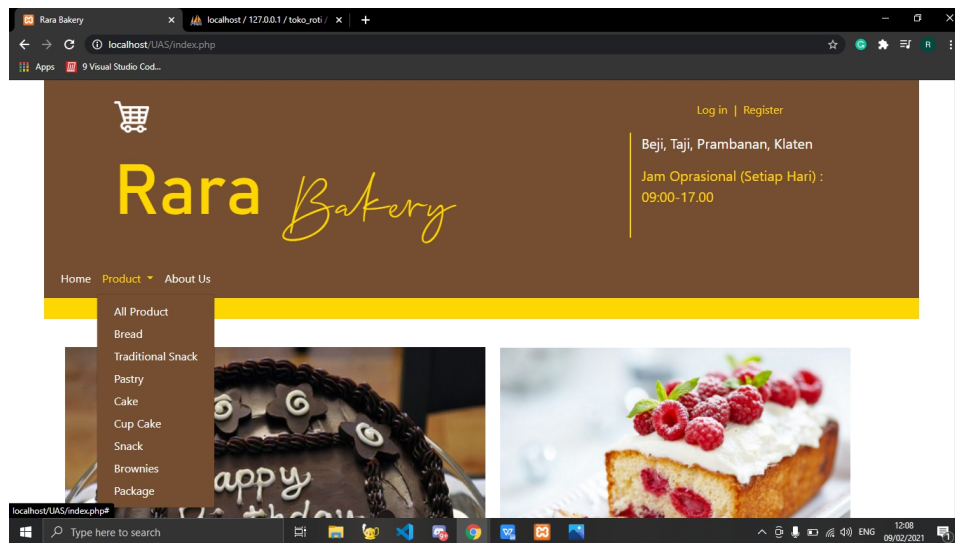 Rara Bakery
localhost / 127.0.0.1 / toko_roti /
localhost/UAS/index.php
Apps
9 Visual Studio Cod...
R
Log in | Register
Beji, Taji, Prambanan, Klaten
Jam Oprasional (Setiap Hari) :
09:00-17.00
Rara Bakery
Home Product About Us
All Product
Bread
Traditional Snack
Pastry
Cake
Cup Cake
Snack
Brownies
Package
appy
localhost/UAS/index.php#
Type here to search
ENG
12:08
09/02/2021